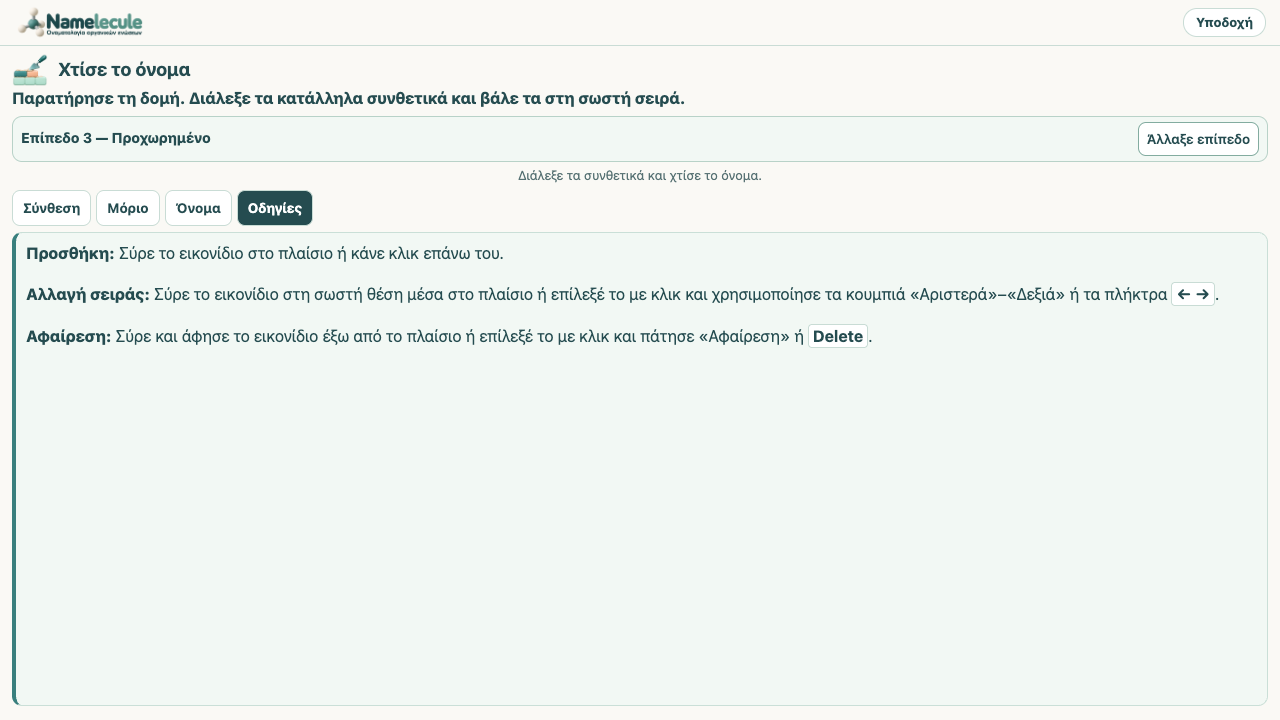 Namelecule
Ονοματολογία οργανικών ενώσεων
Υποδοχή
Χτίσε το όνομα
Παρατήρησε τη δομή. Διάλεξε τα κατάλληλα συνθετικά και βάλε τα στη σωστή σειρά.
Επίπεδο 3 — Προχωρημένο
Άλλαξε επίπεδο
Διάλεξε τα συνθετικά και χτίσε το όνομα.
Σύνθεση
Μόριο
Όνομα
Οδηγίες
Προσθήκη: Σύρε το εικονίδιο στο πλαίσιο ή κάνε κλικ επάνω του.
Αλλαγή σειράς: Σύρε το εικονίδιο στη σωστή θέση μέσα στο πλαίσιο ή επίλεξέ το με κλικ και χρησιμοποίησε τα κουμπιά «Αριστερά»–«Δεξιά» ή τα πλήκτρα ← →.
Αφαίρεση: Σύρε και άφησε το εικονίδιο έξω από το πλαίσιο ή επίλεξέ το με κλικ και πάτησε «Αφαίρεση» ή Delete.